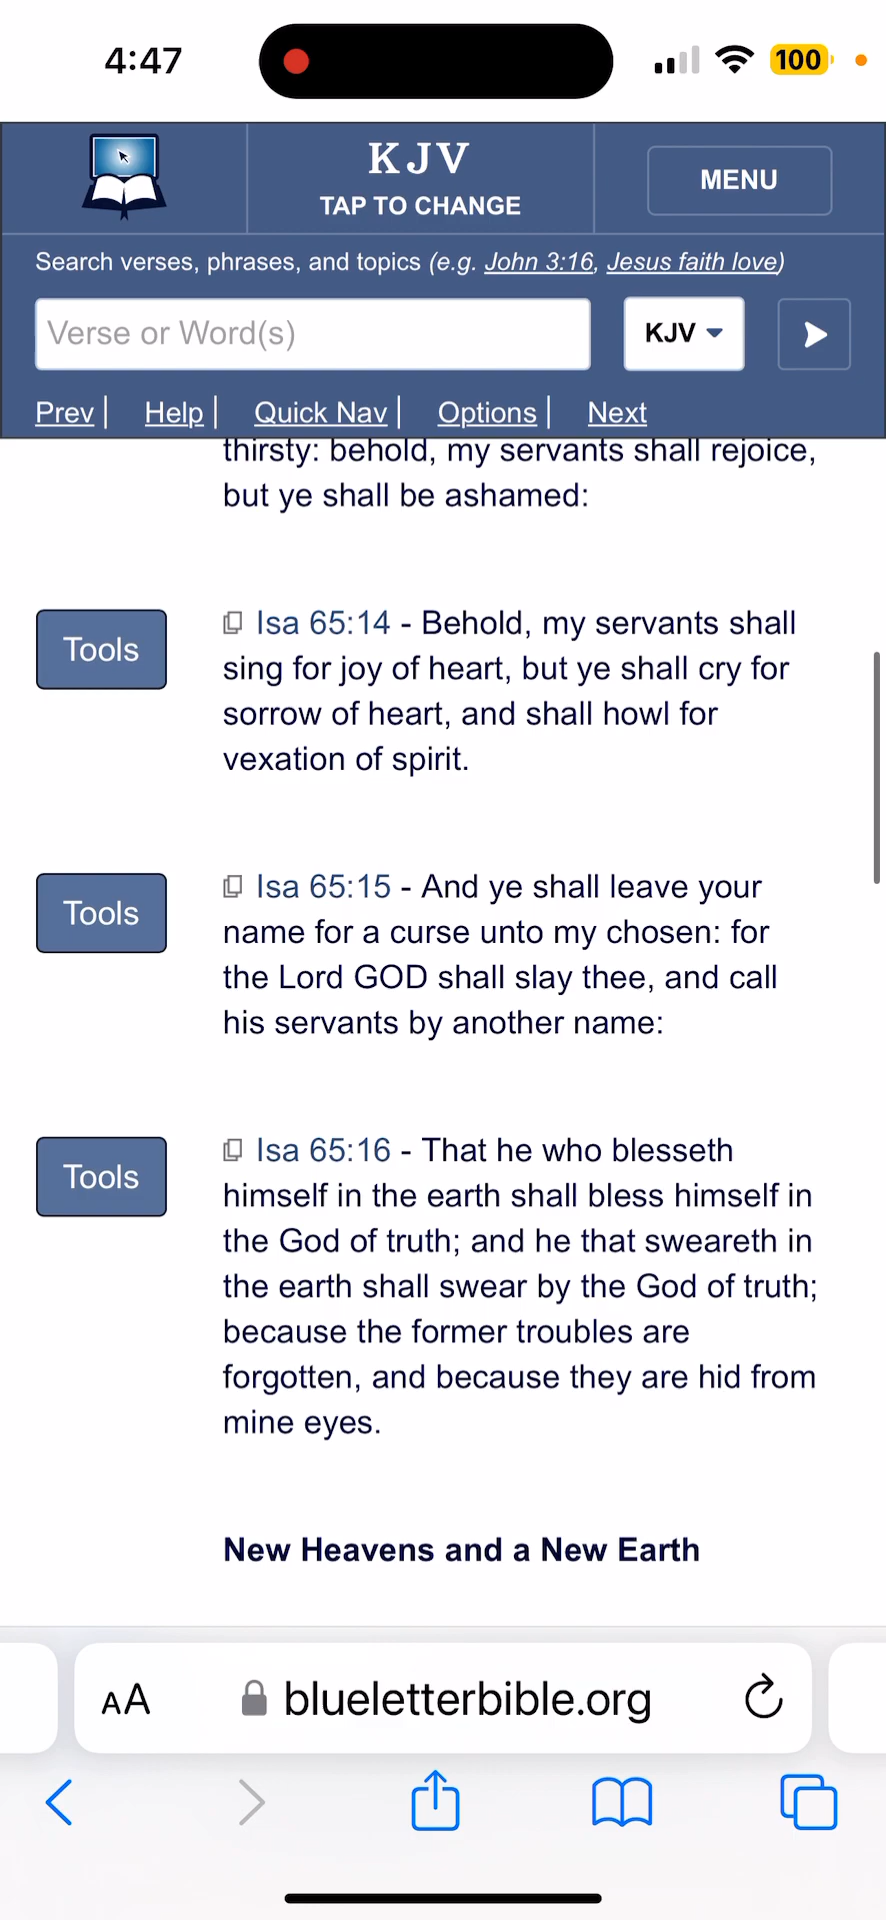 4:47
100
KJV
TAP TO CHANGE
MENU
Search verses, phrases, and topics (e.g. John 3:16, Jesus faith love)
Verse or Word(s)
KJV
Prev | Help | Quick Nav | Options | Next
thirsty: behold, my servants shall rejoice,
but ye shall be ashamed:
Tools
Isa 65:14 - Behold, my servants shall
sing for joy of heart, but ye shall cry for
sorrow of heart, and shall howl for
vexation of spirit.
Tools
Isa 65:15 - And ye shall leave your
name for a curse unto my chosen: for
the Lord GOD shall slay thee, and call
his servants by another name:
Tools
Isa 65:16 - That he who blesseth
himself in the earth shall bless himself in
the God of truth; and he that sweareth in
the earth shall swear by the God of truth;
because the former troubles are
forgotten, and because they are hid from
mine eyes.
New Heavens and a New Earth
AA
blueletterbible.org